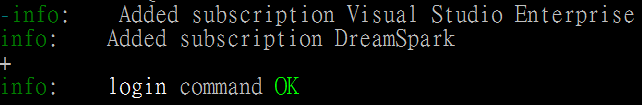 -info:    Added subscription Visual Studio Enterprise
info:    Added subscription DreamSpark
+
info:    login command OK